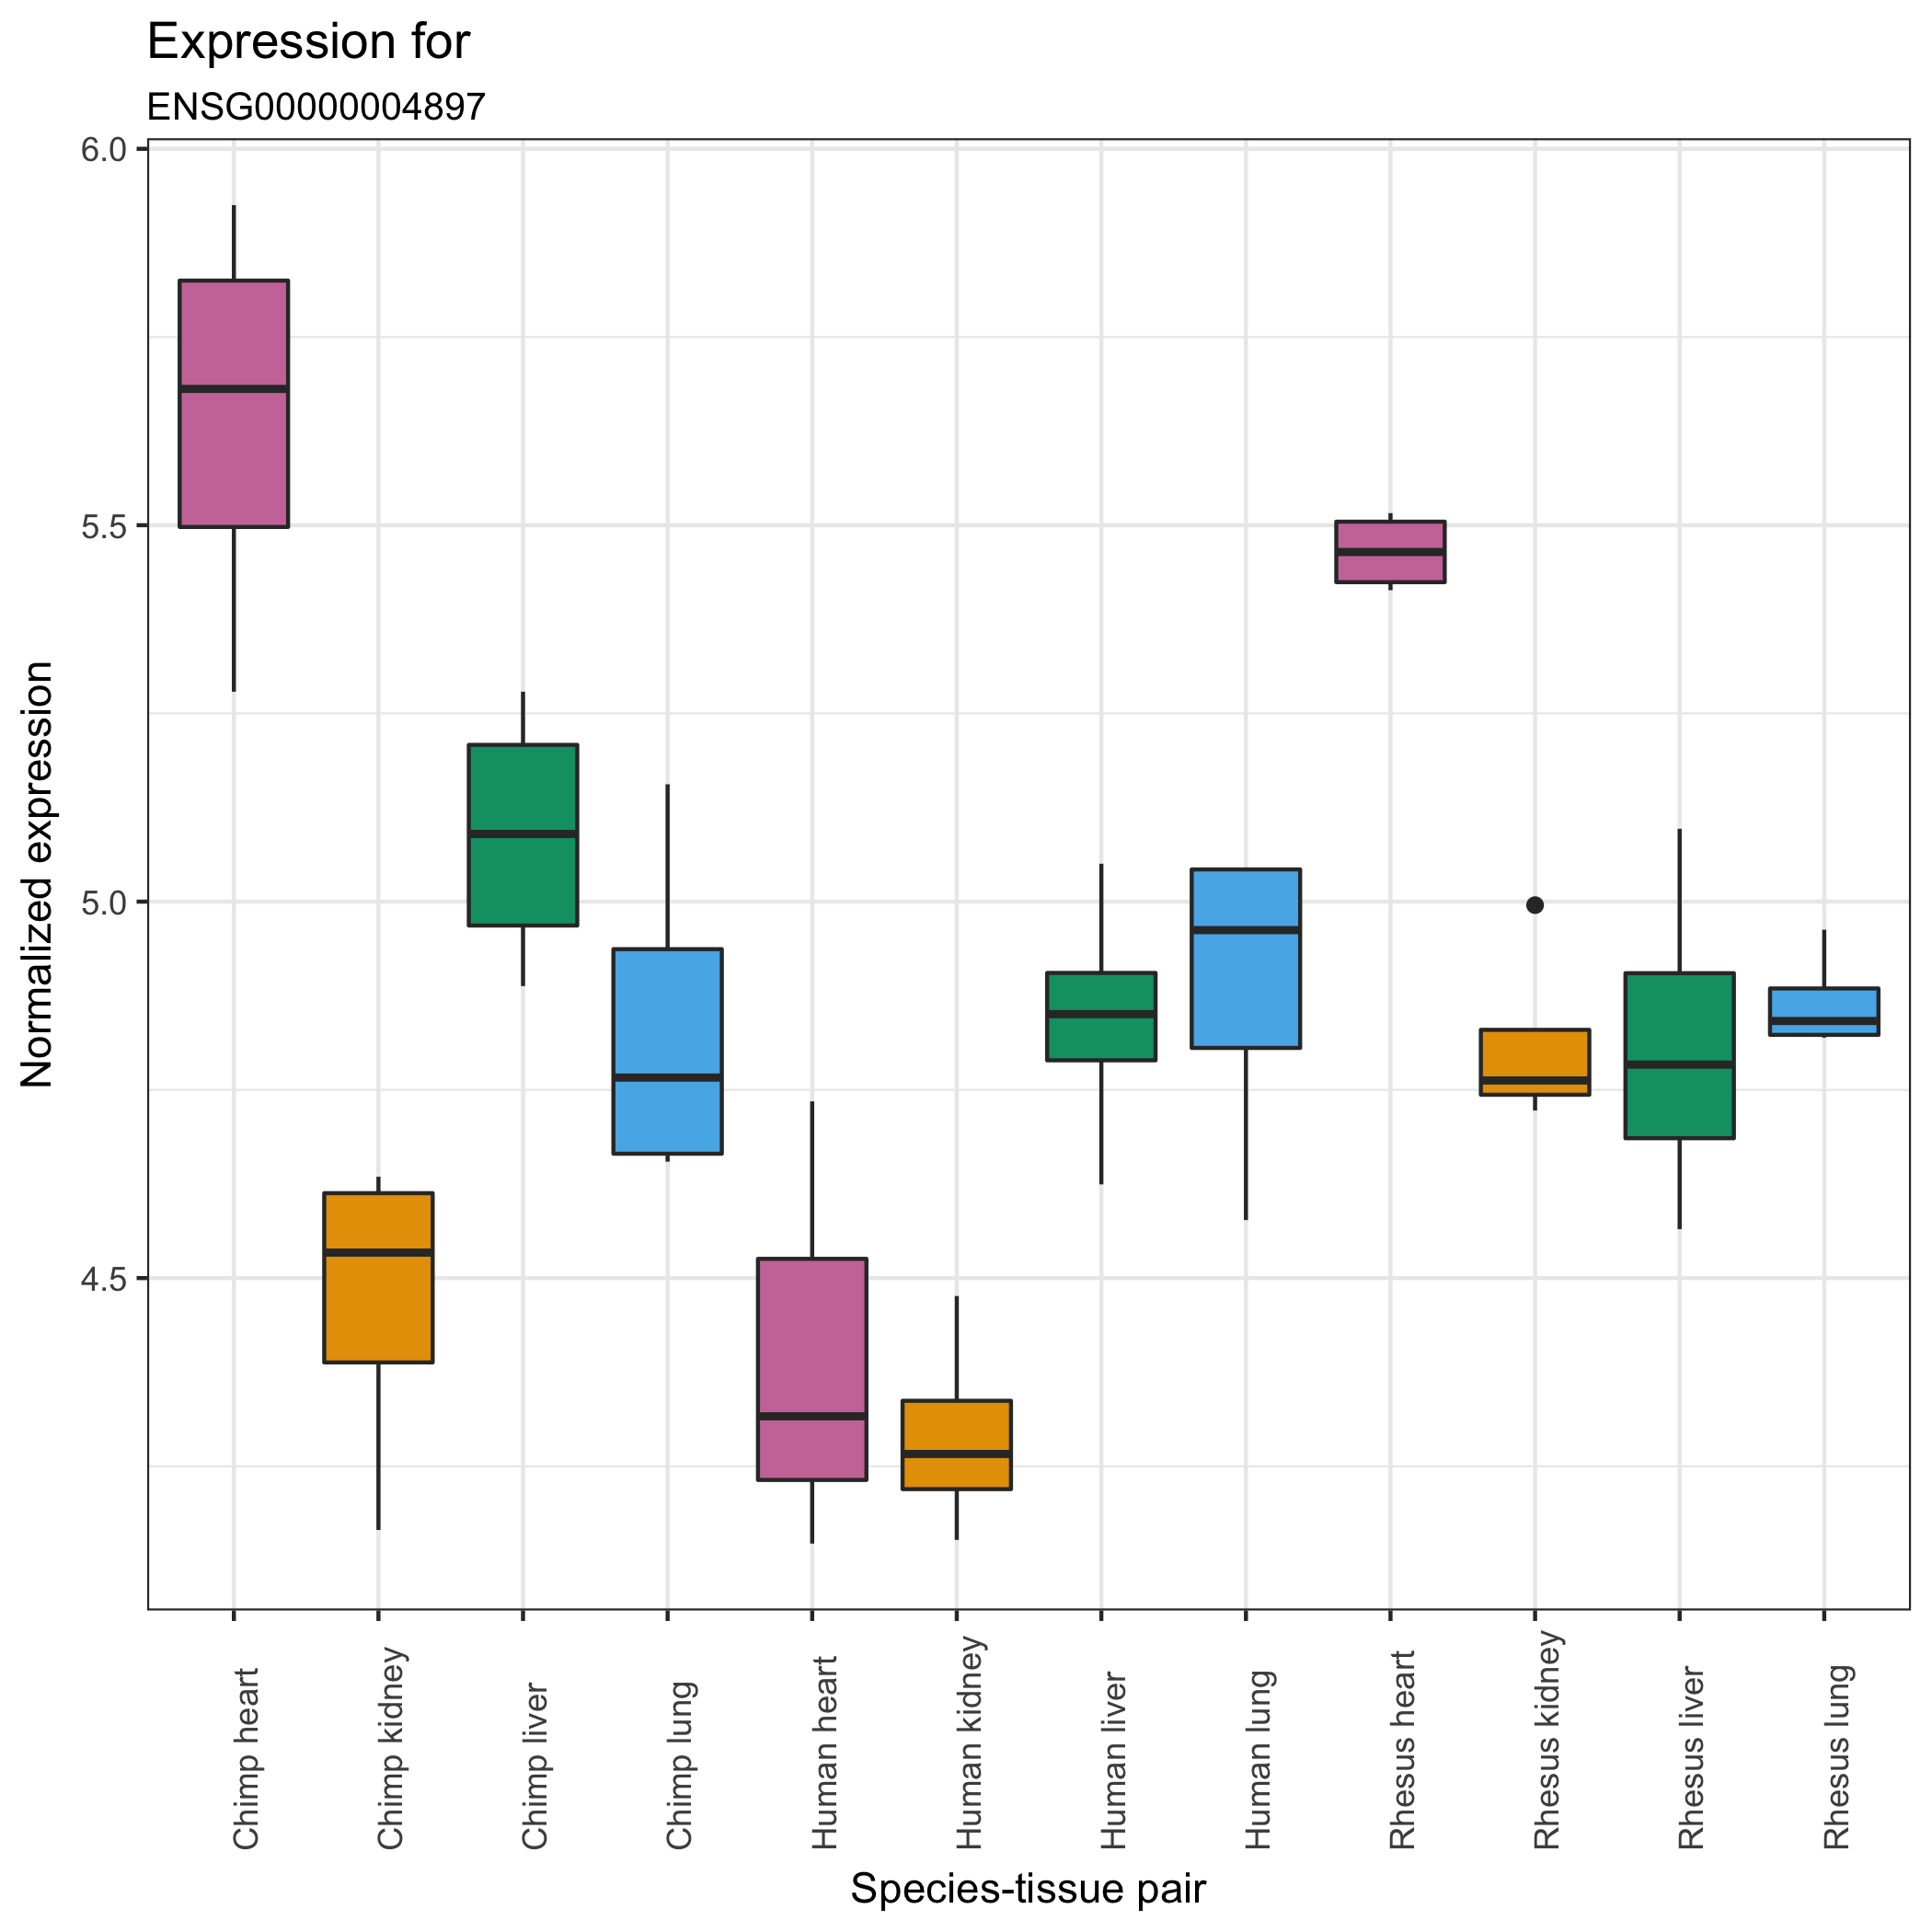 Expression for
ENSG00000004897
Normalized expression
6.0
5.5
5.0
4.5
Chimp heart
Chimp kidney
Chimp liver
Chimp lung
Human heart
Human kidney
Human liver
Human lung
Rhesus heart
Rhesus kidney
Rhesus liver
Rhesus lung
Species-tissue pair